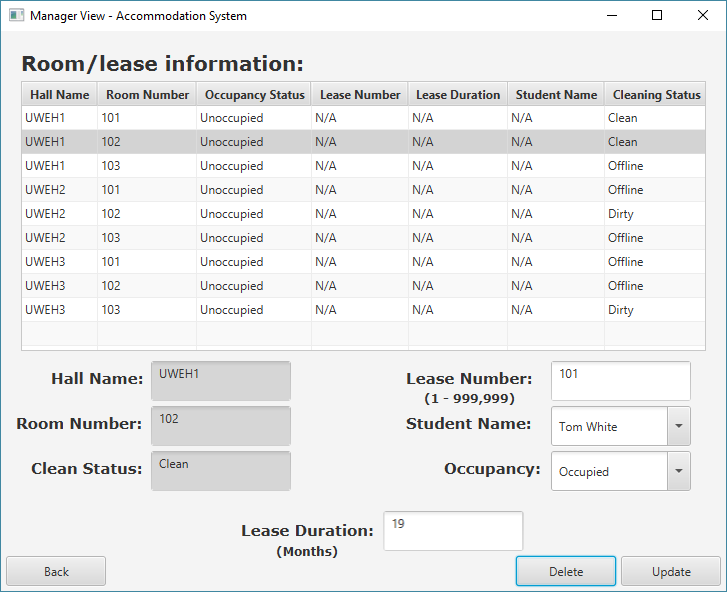 Manager View - Accommodation System
Room/lease information:
Hall Name Room Number Occupancy Status Lease Number Lease Duration Student Name Cleaning Status
UWEH1 101 Unoccupied N/A N/A N/A Clean
UWEH1 102 Unoccupied N/A N/A N/A Clean
UWEH1 103 Unoccupied N/A N/A N/A Offline
UWEH2 101 Unoccupied N/A N/A N/A Offline
UWEH2 102 Unoccupied N/A N/A N/A Dirty
UWEH2 103 Unoccupied N/A N/A N/A Offline
UWEH3 101 Unoccupied N/A N/A N/A Offline
UWEH3 102 Unoccupied N/A N/A N/A Offline
UWEH3 103 Unoccupied N/A N/A N/A Dirty
Hall Name: UWEH1 Lease Number: 101
(1 - 999,999)
Room Number: 102 Student Name: Tom White
Clean Status: Clean Occupancy: Occupied
Lease Duration: 19
(Months)
Back Delete Update